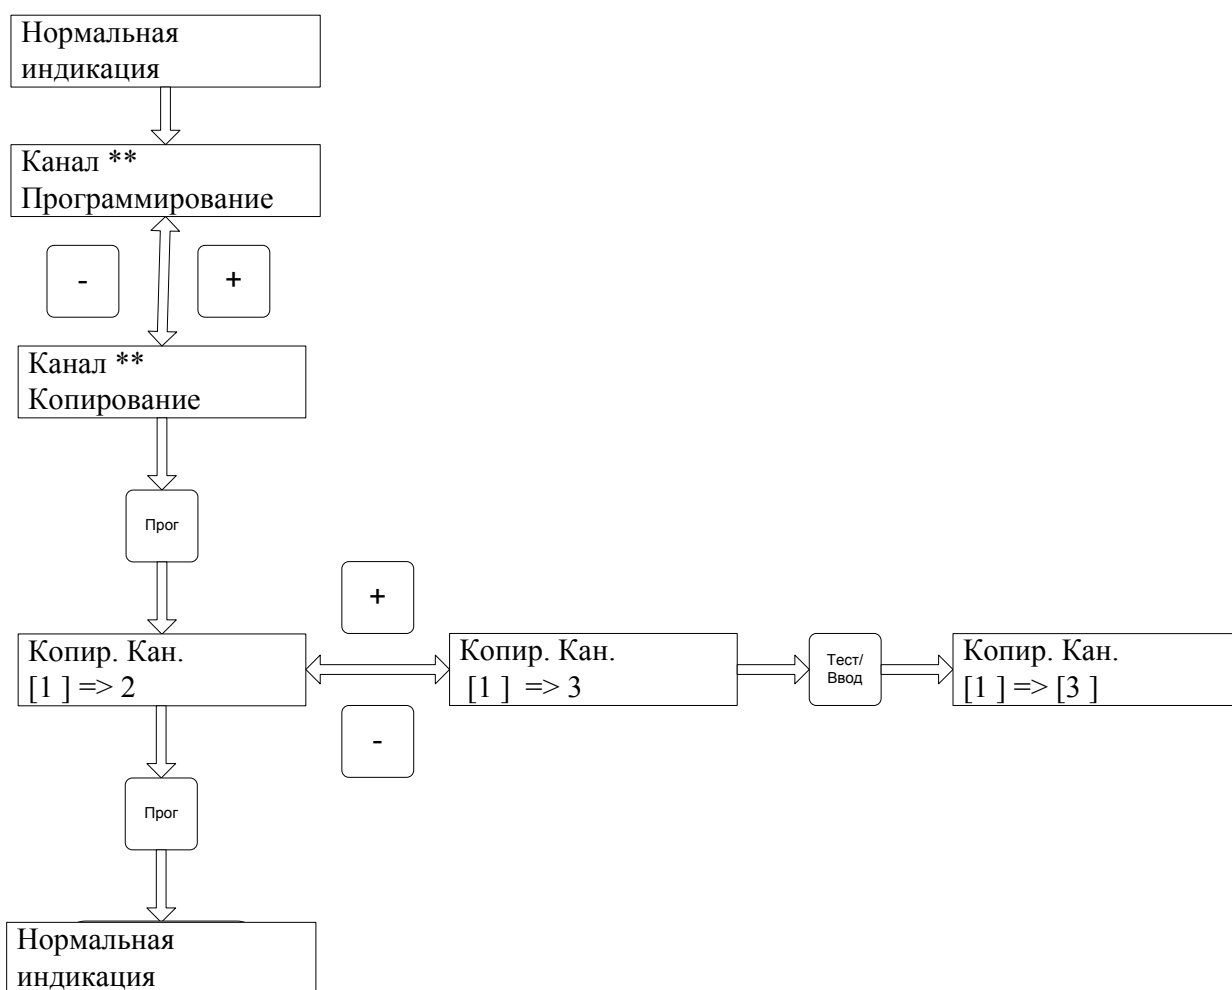 Нормальная
индикация
Канал **
Программирование
-
+
Канал **
Копирование
Прог
+
Копир. Кан.
[1 ] => 2
Копир. Кан.
[1 ] => 3
Тест/
Ввод
Копир. Кан.
[1 ] => [3 ]
-
Прог
Нормальная
индикация